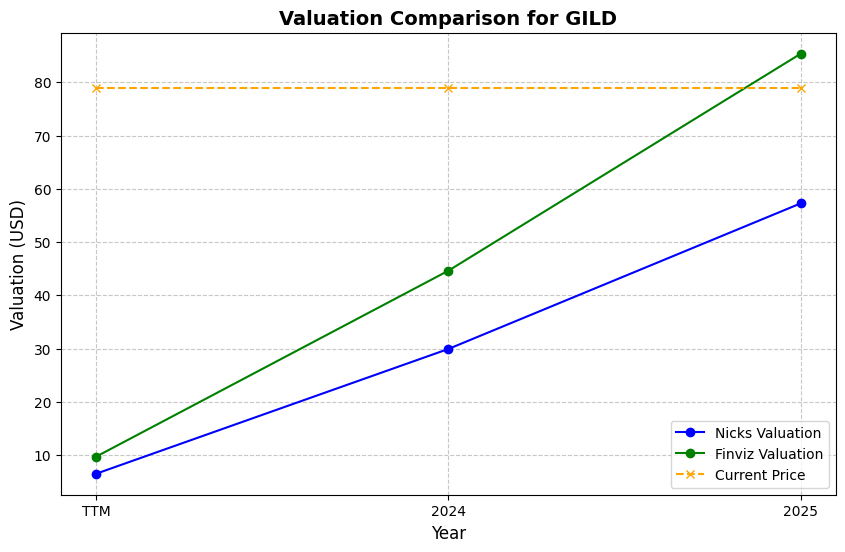 Valuation Comparison for GILD
Valuation (USD)
80
70
60
50
40
30
20
10
TTM
2024
2025
Year
Nicks Valuation
Finviz Valuation
Current Price